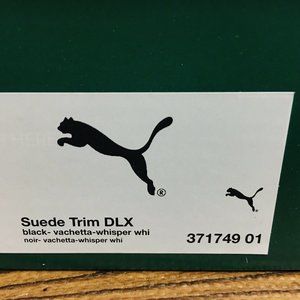 ®
Suede Trim DLX
black- vachetta-whisper whi
noir- vachetta-whisper whi
371749 01